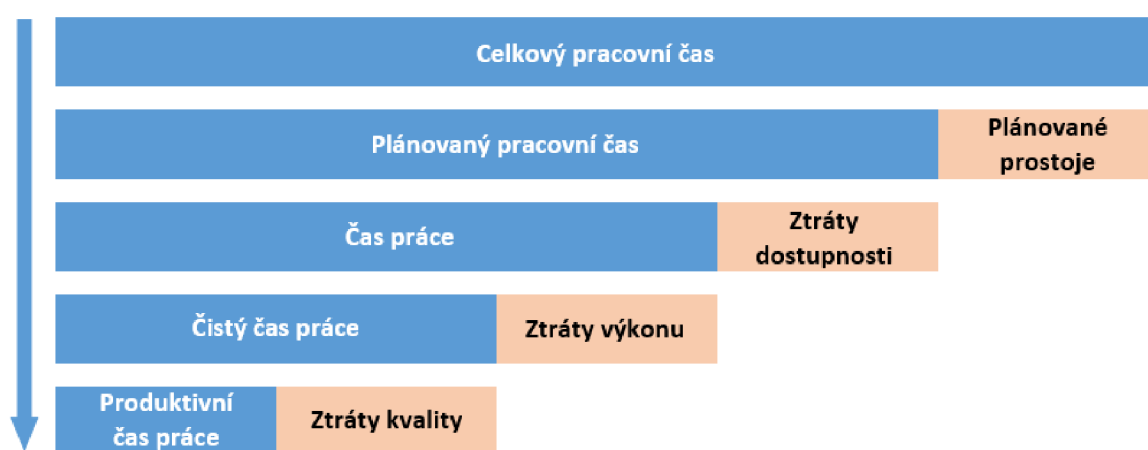 Celkový pracovní čas
Plánovaný pracovní čas
Plánované
prostoje
Čas práce
Ztráty
dostupnosti
Čistý čas práce
Ztráty výkonu
Produktivní
čas práce
Ztráty kvality